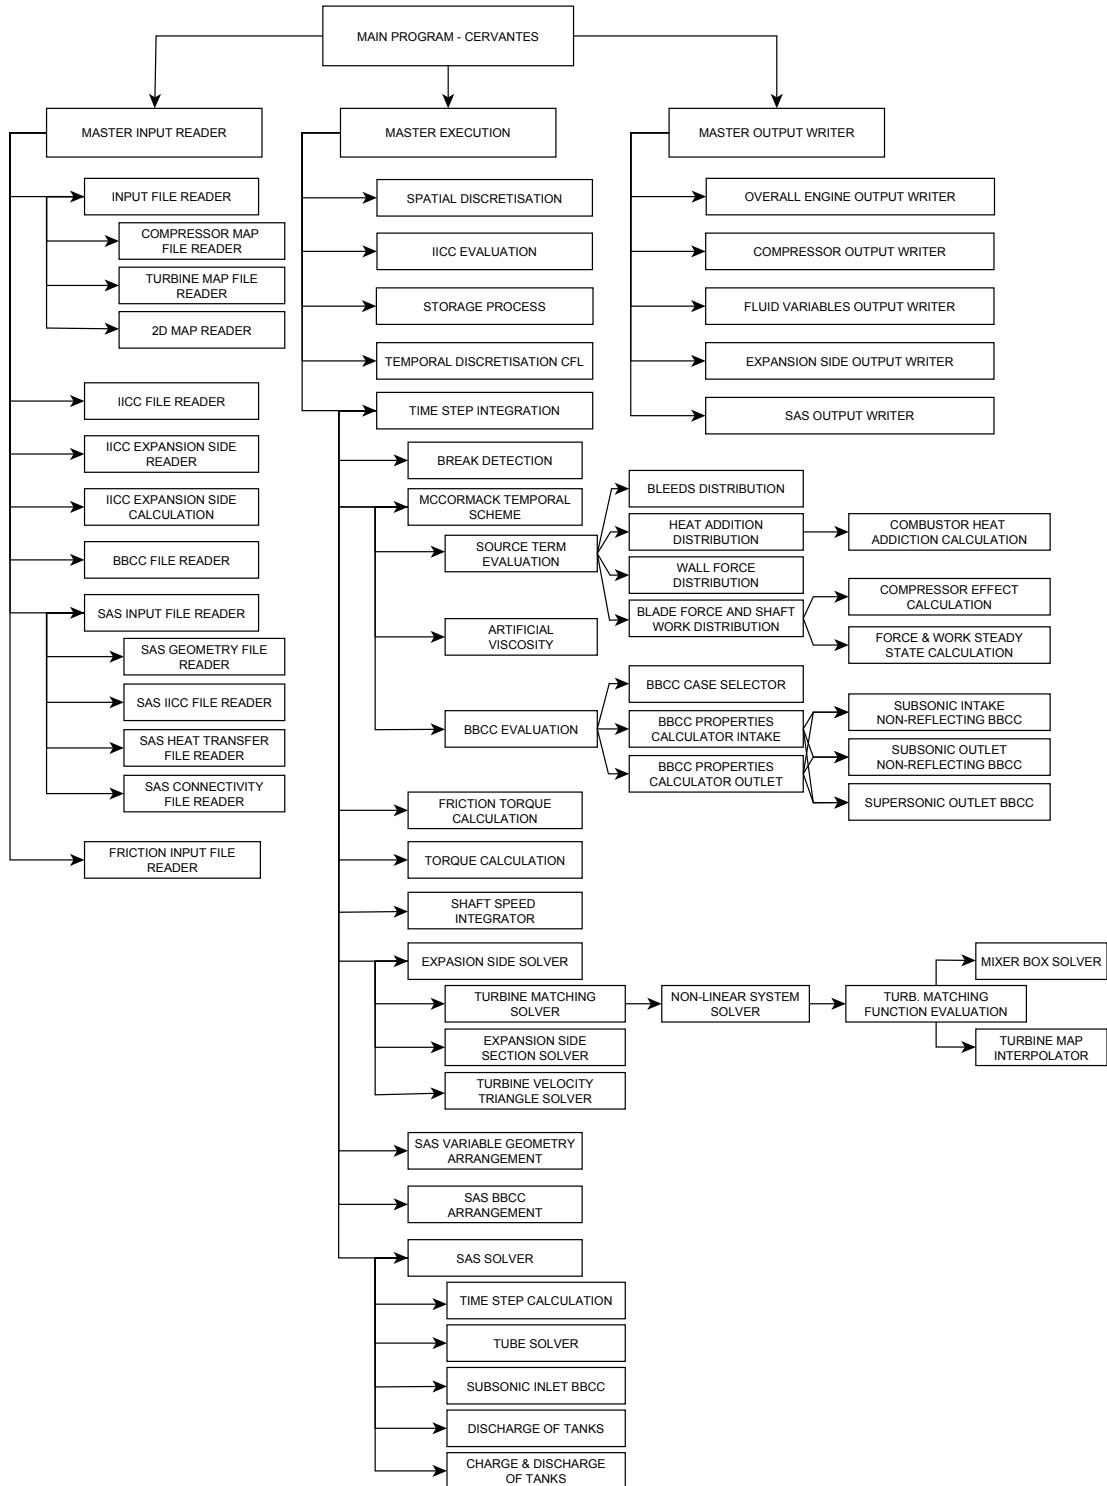 MAIN PROGRAM - CERVANTES
MASTER INPUT READER
INPUT FILE READER
COMPRESSOR MAP
FILE READER
TURBINE MAP FILE
READER
2D MAP READER
IICC FILE READER
IICC EXPANSION SIDE
READER
IICC EXPANSION SIDE
CALCULATION
BBCC FILE READER
SAS INPUT FILE READER
SAS GEOMETRY FILE
READER
SAS IICC FILE READER
SAS HEAT TRANSFER
FILE READER
SAS CONNECTIVITY
FILE READER
FRICTION INPUT FILE
READER
MASTER EXECUTION
SPATIAL DISCRETISATION
IICC EVALUATION
STORAGE PROCESS
TEMPORAL DISCRETISATION CFL
TIME STEP INTEGRATION
BREAK DETECTION
MCCORMACK TEMPORAL
SCHEME
SOURCE TERM
EVALUATION
BLEEDS DISTRIBUTION
HEAT ADDITION
DISTRIBUTION
COMBUSTOR HEAT
ADDICTION CALCULATION
WALL FORCE
DISTRIBUTION
BLADE FORCE AND SHAFT
WORK DISTRIBUTION
COMPRESSOR EFFECT
CALCULATION
FORCE & WORK STEADY
STATE CALCULATION
ARTIFICIAL
VISCOSITY
BBCC EVALUATION
BBCC CASE SELECTOR
BBCC PROPERTIES
CALCULATOR INTAKE
BBCC PROPERTIES
CALCULATOR OUTLET
SUBSONIC INTAKE
NON-REFLECTING BBCC
SUBSONIC OUTLET
NON-REFLECTING BBCC
SUPERSONIC OUTLET BBCC
FRICTION TORQUE
CALCULATION
TORQUE CALCULATION
SHAFT SPEED
INTEGRATOR
EXPASION SIDE SOLVER
TURBINE MATCHING
SOLVER
NON-LINEAR SYSTEM
SOLVER
TURB. MATCHING
FUNCTION EVALUATION
MIXER BOX SOLVER
TURBINE MAP
INTERPOLATOR
EXPANSION SIDE
SECTION SOLVER
TURBINE VELOCITY
TRIANGLE SOLVER
SAS VARIABLE GEOMETRY
ARRANGEMENT
SAS BBCC
ARRANGEMENT
SAS SOLVER
TIME STEP CALCULATION
TUBE SOLVER
SUBSONIC INLET BBCC
DISCHARGE OF TANKS
CHARGE & DISCHARGE
OF TANKS
MASTER OUTPUT WRITER
OVERALL ENGINE OUTPUT WRITER
COMPRESSOR OUTPUT WRITER
FLUID VARIABLES OUTPUT WRITER
EXPANSION SIDE OUTPUT WRITER
SAS OUTPUT WRITER